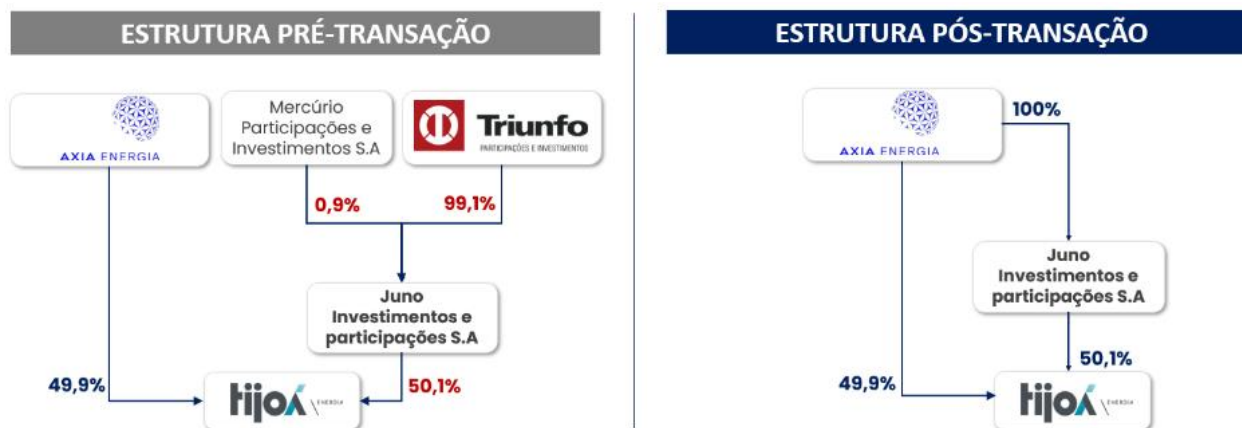 ESTRUTURA PRÉ-TRANSAÇÃO
AXIA ENERGIA
Mercúrio
Participações e
Investimentos S.A
Triunfo
PARTICIPAÇÕES E INVESTIMENTOS
0,9%
99,1%
Juno
Investimentos e
participações S.A
49,9%
50,1%
tijoá
ENERGIA
ESTRUTURA PÓS-TRANSAÇÃO
AXIA ENERGIA
100%
Juno
Investimentos e
participações S.A
50,1%
49,9%
tijoá
ENERGIA